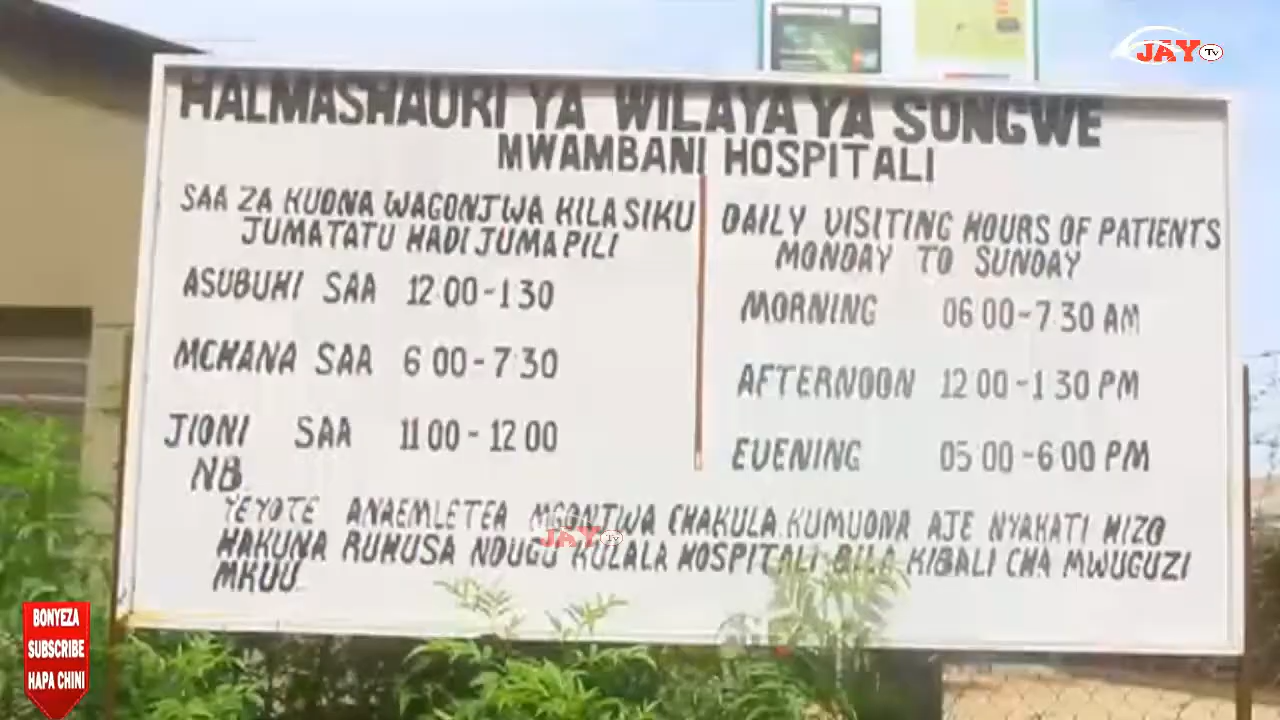 JAY TV
HALMASHAURI YA WILAYA YA SONGWE
MWAMBANI HOSPITALI
SAA ZA KUONA WAGONJWA KILA SIKU
JUMATATU HADI JUMAPILI
ASUBUHI SAA 12:00-1:30
MCHANA SAA 6:00-7:30
JIONI SAA 11:00-12:00
DAILY VISITING HOURS OF PATIENTS
MONDAY TO SUNDAY
MORNING 06:00-7:30 AM
AFTERNOON 12:00-1:30 PM
EVENING 05:00-6:00 PM
NB.
YEYOTE ANAEMLETEA MGONJWA CHAKULA KUMUONA AJE NYAKATI HIZO
HAKUNA RUHUSA NDUGU KULALA HOSPITALI BILA KIBALI CHA MWUGUZI
MKUU.
JAY TV
BONYEZA
SUBSCRIBE
HAPA CHINI